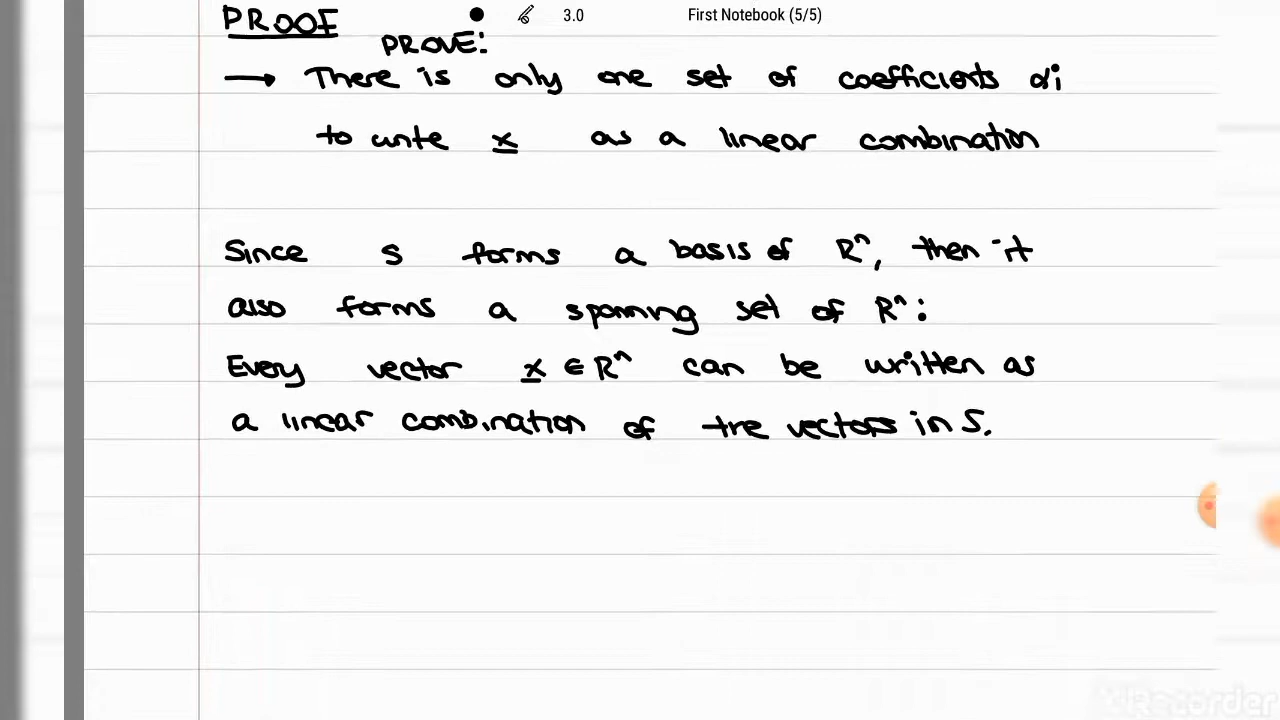 PROOF
3.0
First Notebook (5/5)
PROVE:
→ There is only one set of coefficients αi
to write x as a linear combination
Since S forms a basis of Rⁿ, then it
also forms a spanning set of Rⁿ:
Every vector x ∈ Rⁿ can be written as
a linear combination of the vectors in S.
Recorder